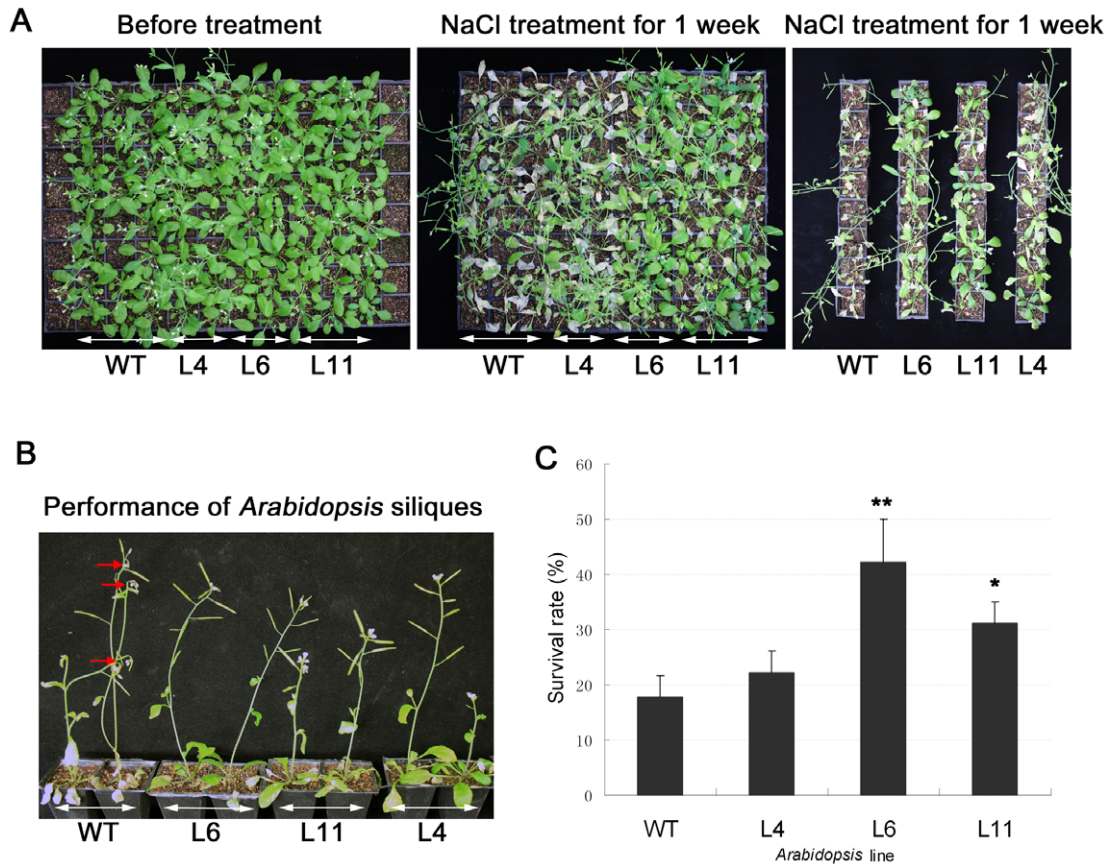 A
Before treatment
NaCl treatment for 1 week
NaCl treatment for 1 week
WT L4 L6 L11
WT L4 L6 L11
WT L6 L11 L4
B
Performance of Arabidopsis siliques
WT L6 L11 L4
C
Survival rate (%)
60
50
40
30
20
10
0
**
*
WT L4 L6 L11
Arabidopsis line